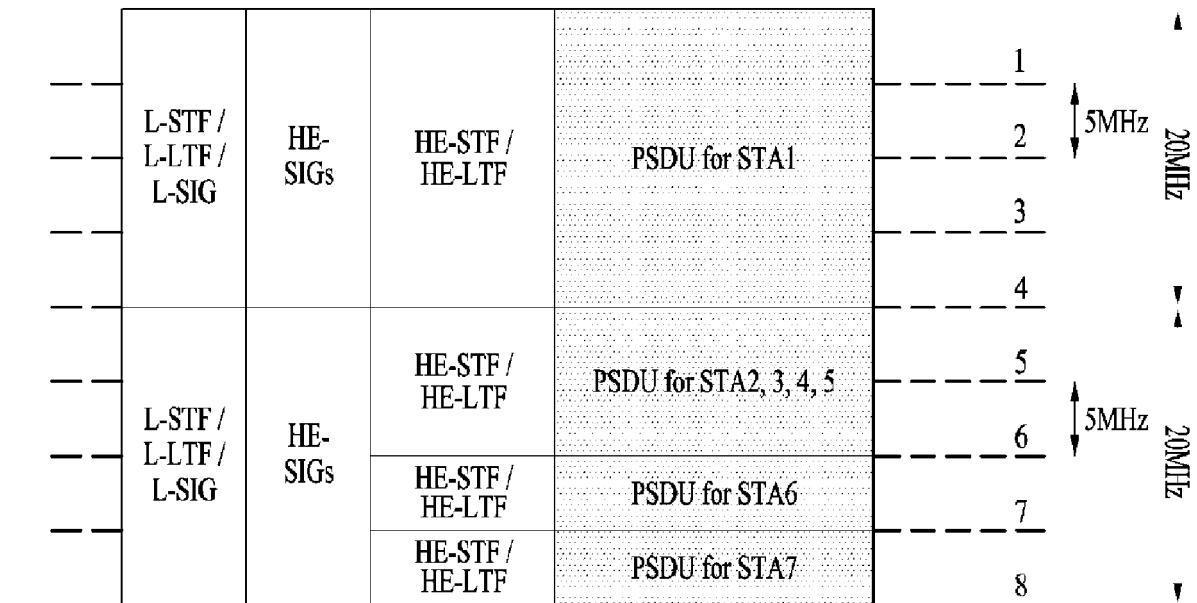 L-STF /
L-LTF /
L-SIG
HE-
SIGs
HE-STF /
HE-LTF
PSDU for STA1
1
2
3
4
5MHz
20MHz
L-STF /
L-LTF /
L-SIG
HE-
SIGs
HE-STF /
HE-LTF
PSDU for STA2, 3, 4, 5
HE-STF /
HE-LTF
PSDU for STA6
HE-STF /
HE-LTF
PSDU for STA7
5
6
7
8
5MHz
20MHz